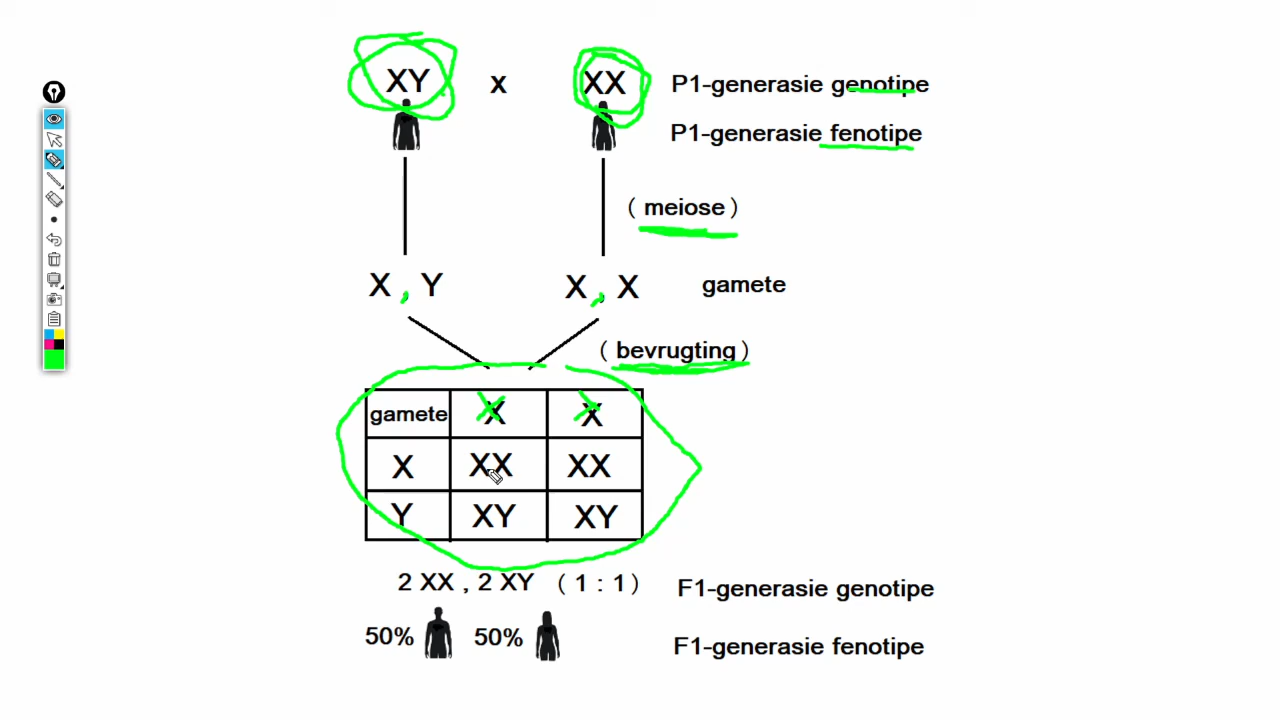 XY x XX P1-generasie genotipe
P1-generasie fenotipe
( meiose )
X , Y X , X gamete
( bevrugting )
gamete X X
X XX XX
Y XY XY
2 XX , 2 XY ( 1 : 1 ) F1-generasie genotipe
50% 50% F1-generasie fenotipe